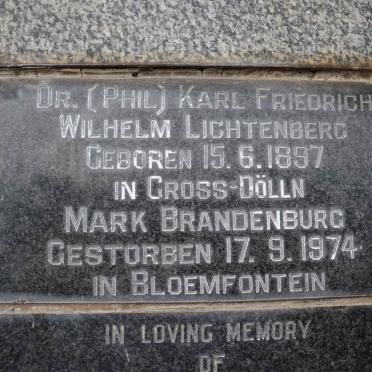 Dr. (Phil) Karl Friedrich
Wilhelm Lichtenberg
Geboren 15.6.1897
in Gross-Dölln
Mark Brandenburg
Gestorben 17.9.1974
in Bloemfontein
IN LOVING MEMORY
OF